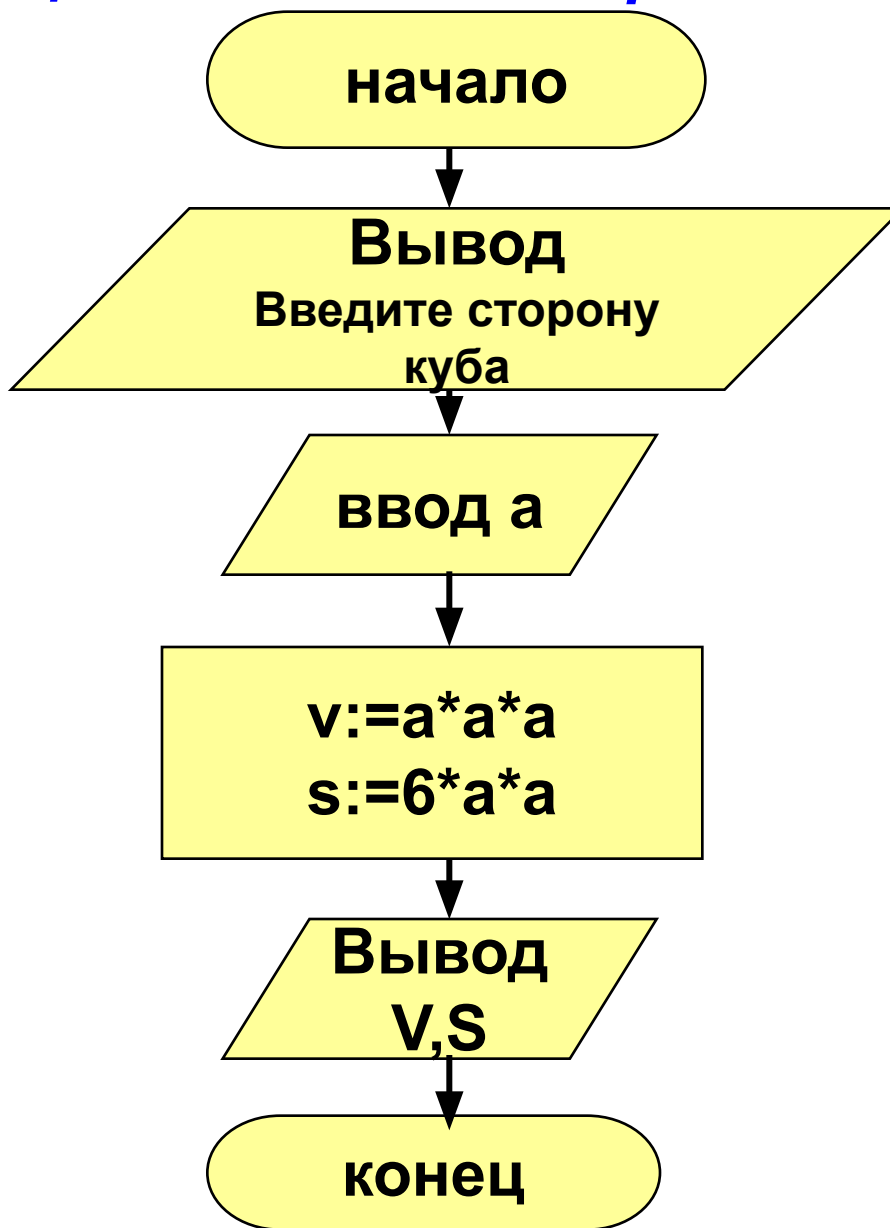 начало
Вывод
Введите сторону
куба
ввод a
v:=a*a*a
s:=6*a*a
Вывод
V,S
конец